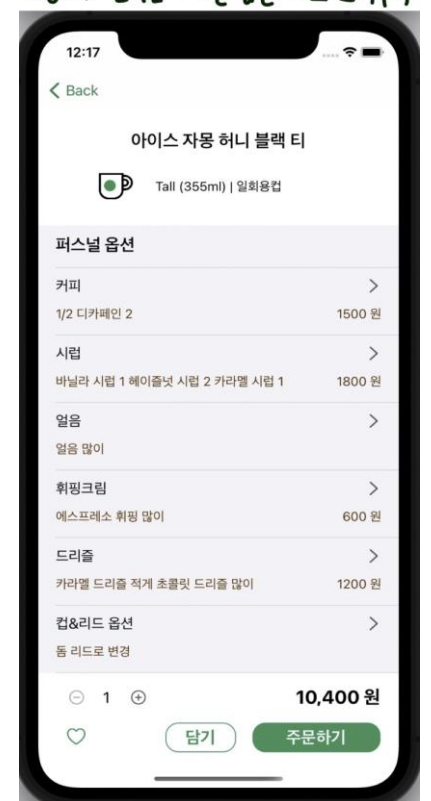 12:17
Back
아이스 자몽 허니 블랙 티
Tall (355ml) | 일회용컵
퍼스널 옵션
커피
1/2 디카페인 2 1500 원
시럽
바닐라 시럽 1 헤이즐넛 시럽 2 카라멜 시럽 1 1800 원
얼음
얼음 많이
휘핑크림
에스프레소 휘핑 많이 600 원
드리즐
카라멜 드리즐 적게 초콜릿 드리즐 많이 1200 원
컵&리드 옵션
돔 리드로 변경
1 10,400 원
담기 주문하기